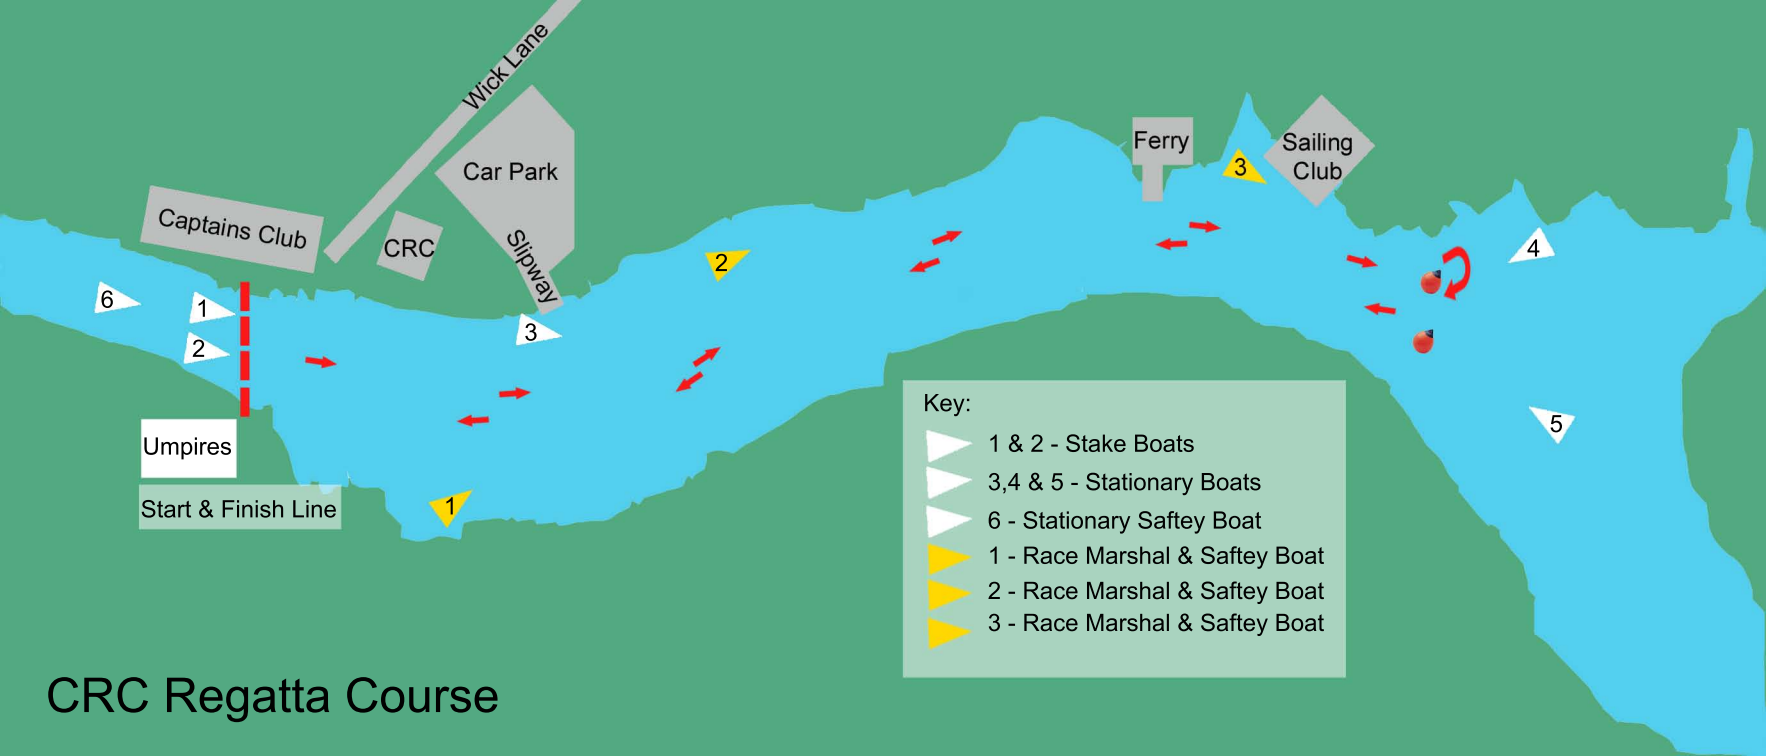 Wick Lane
Car Park
Captains Club
CRC
Slipway
Ferry
Sailing
Club
3
6
1
2
3
2
4
5
1
Umpires
Start & Finish Line
Key:
1 & 2 - Stake Boats
3,4 & 5 - Stationary Boats
6 - Stationary Saftey Boat
1 - Race Marshal & Saftey Boat
2 - Race Marshal & Saftey Boat
3 - Race Marshal & Saftey Boat
CRC Regatta Course